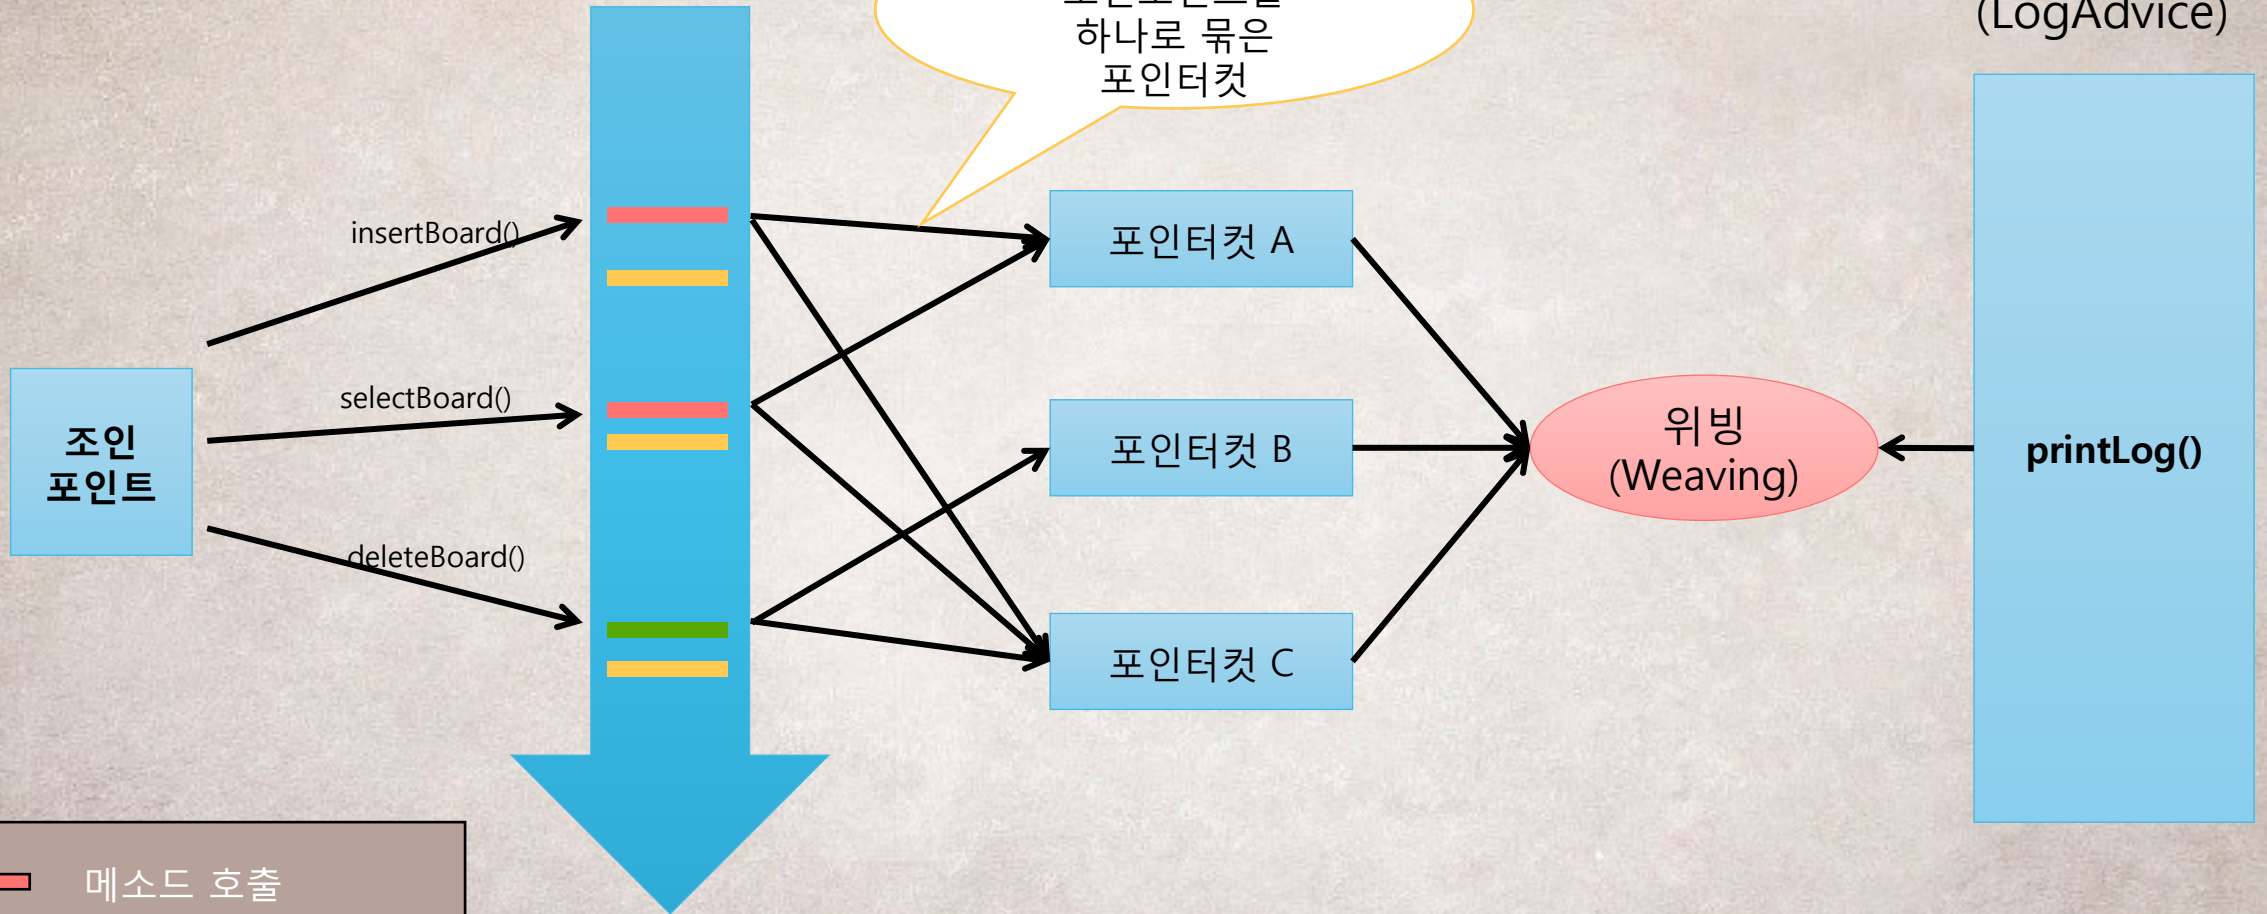 하나로 묶은
포인터컷
(LogAdvice)
insertBoard()
포인터컷 A
selectBoard()
조인
포인트
포인터컷 B
위빙
(Weaving)
printLog()
deleteBoard()
포인터컷 C
메소드 호출